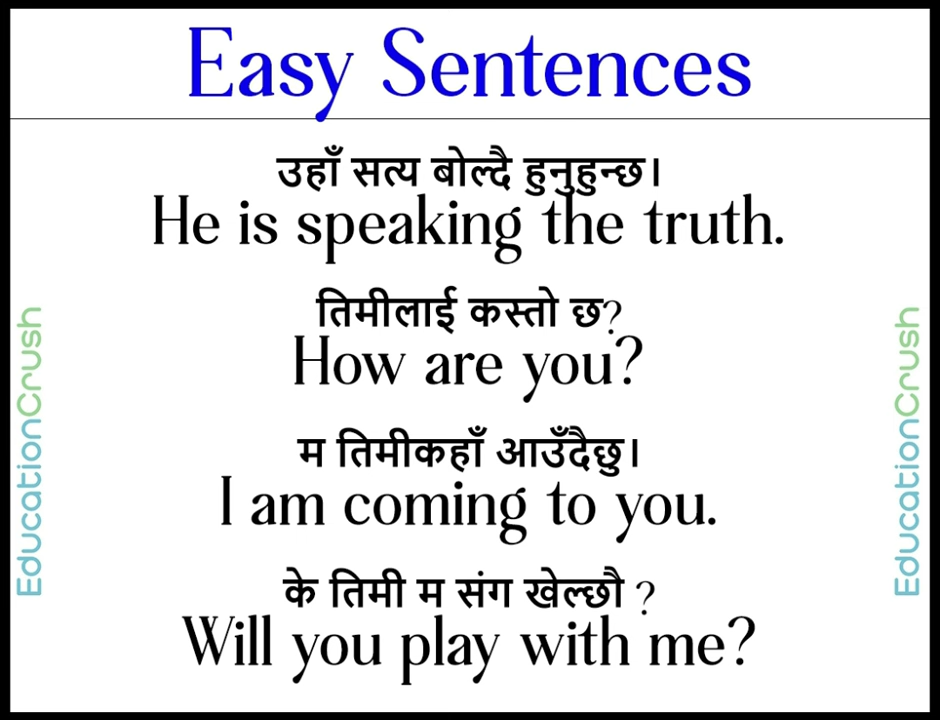 Easy Sentences
उहाँ सत्य बोल्दै हुनुहुन्छ।
He is speaking the truth.
तिमीलाई कस्तो छ?
How are you?
म तिमीकहाँ आउँदैछु।
I am coming to you.
के तिमी म संग खेल्छौ ?
Will you play with me?
EducationCrush
EducationCrush